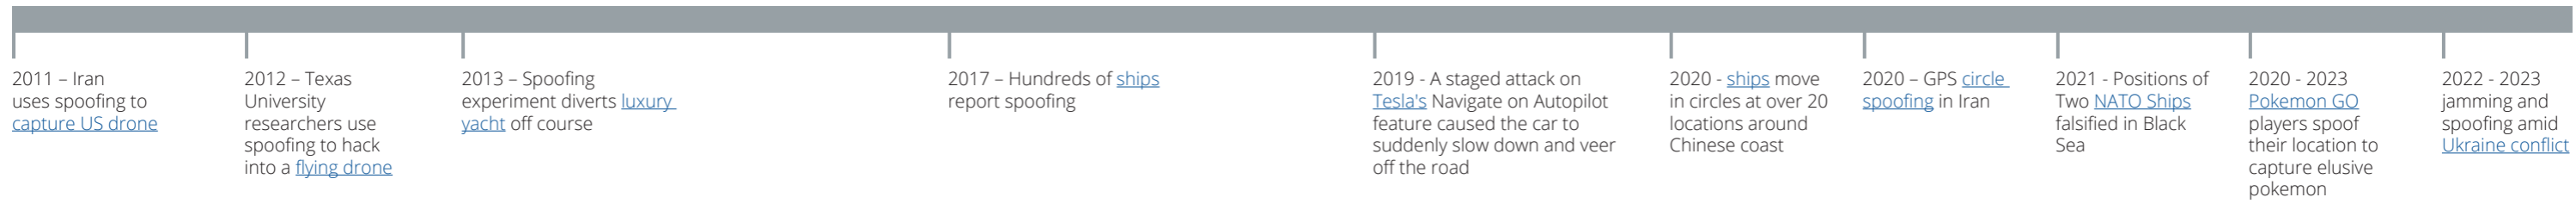 2011 – Iran
uses spoofing to
capture US drone
2012 – Texas
University
researchers use
spoofing to hack
into a flying drone
2013 – Spoofing
experiment diverts luxury
yacht off course
2017 – Hundreds of ships
report spoofing
2019 - A staged attack on
Tesla's Navigate on Autopilot
feature caused the car to
suddenly slow down and veer
off the road
2020 - ships move
in circles at over 20
locations around
Chinese coast
2020 – GPS circle
spoofing in Iran
2021 - Positions of
Two NATO Ships
falsified in Black
Sea
2020 - 2023
Pokemon GO
players spoof
their location to
capture elusive
pokemon
2022 - 2023
jamming and
spoofing amid
Ukraine conflict